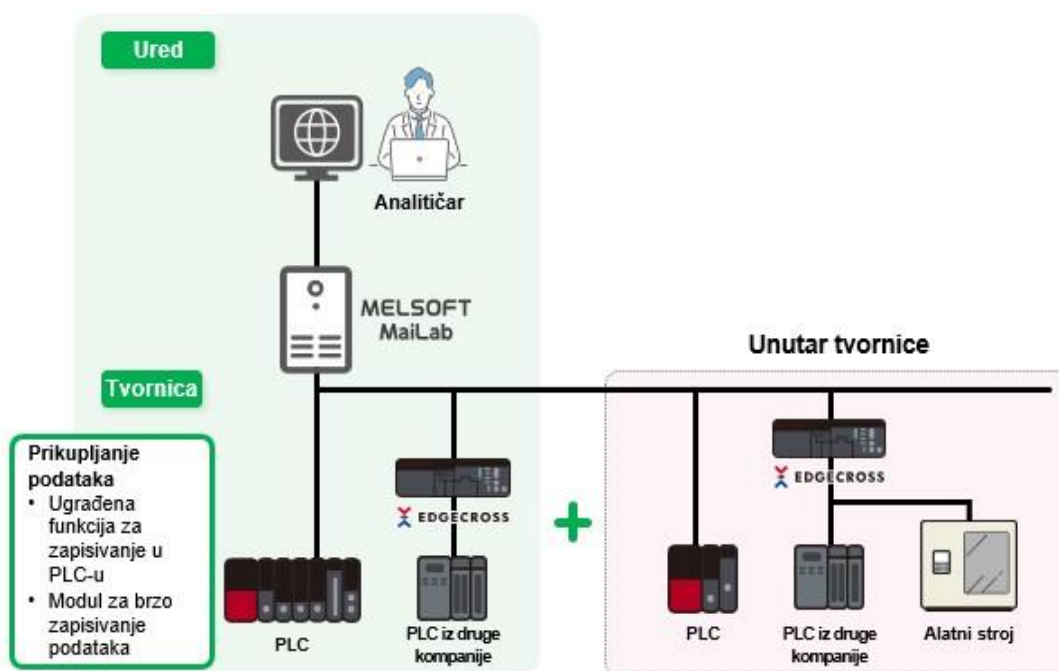 Ured
Analitičar
MELSOFT
MaiLab
Unutar tvornice
Tvornica
Prikupljanje
podataka
• Ugrađena
funkcija za
zapisivanje u
PLC-u
• Modul za brzo
zapisivanje
podataka
EDGECROSS
PLC
PLC iz druge
kompanije
EDGECROSS
PLC
PLC iz druge
kompanije
Alatni stroj